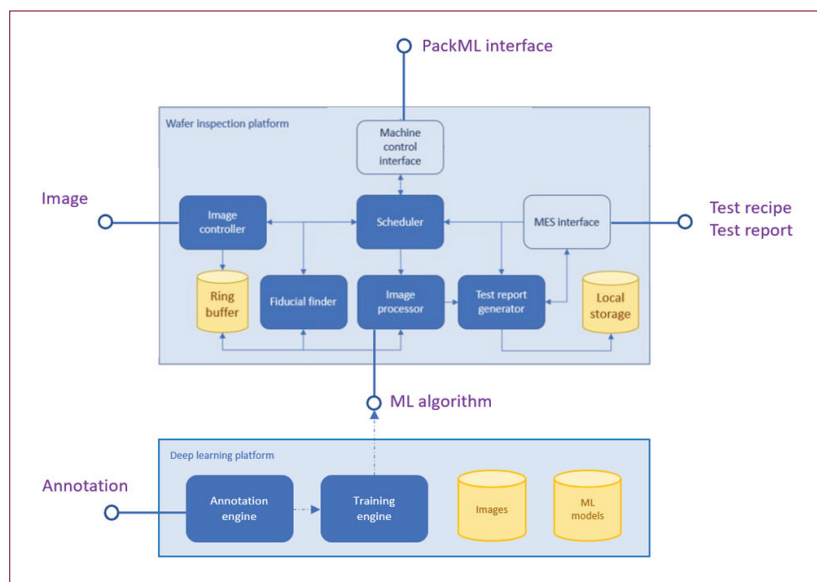 PackML interface
Wafer inspection platform
Machine
control
interface
Image
Image
controller
Scheduler
MES interface
Test recipe
Test report
Ring
buffer
Fiducial finder
Image
processor
Test report
generator
Local
storage
ML algorithm
Deep learning platform
Annotation
Annotation
engine
Training
engine
Images
ML
models